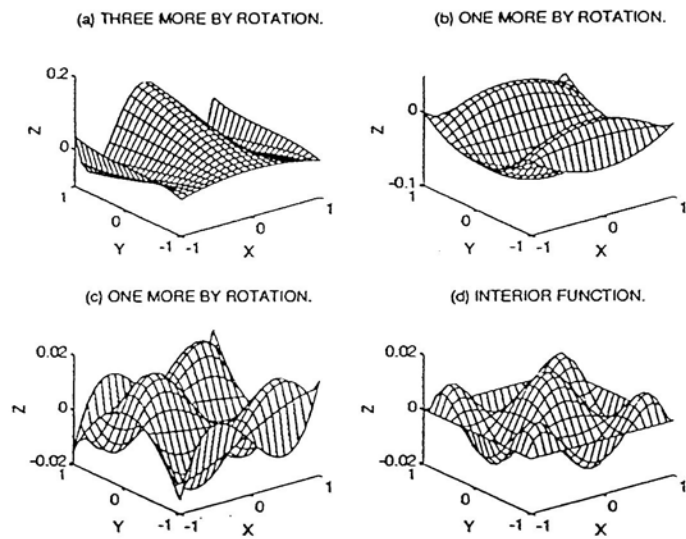 (a) THREE MORE BY ROTATION.
0.2
Z
0
1
0
Y
-1
-1
0
X
1
(b) ONE MORE BY ROTATION.
0
Z
-0.1
1
0
Y
-1
-1
0
X
1
(c) ONE MORE BY ROTATION.
0.02
Z
0
-0.02
1
0
Y
-1
-1
0
X
1
(d) INTERIOR FUNCTION.
0.02
Z
0
-0.02
1
0
Y
-1
-1
0
X
1